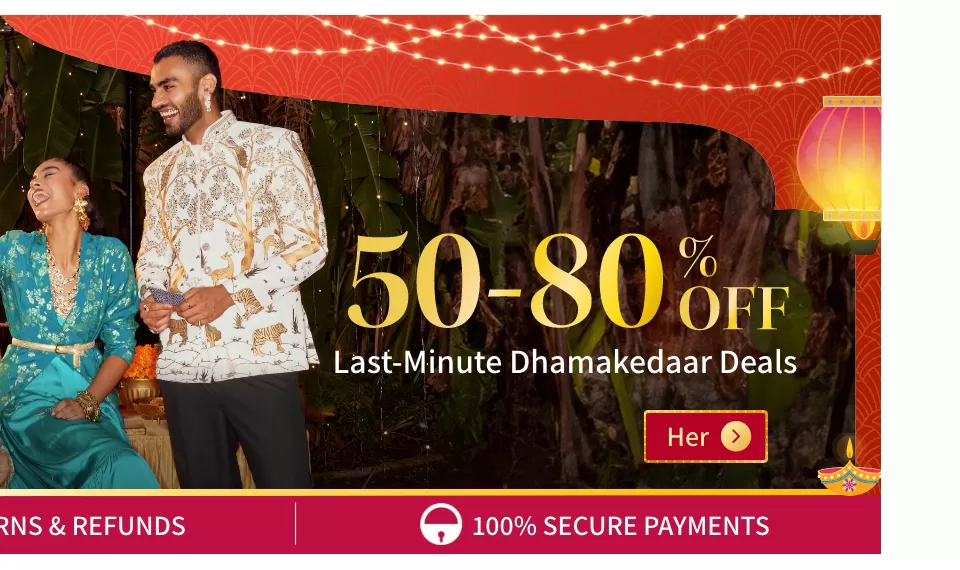 50-80% OFF
Last-Minute Dhamakedaar Deals
Her
RNS & REFUNDS
100% SECURE PAYMENTS